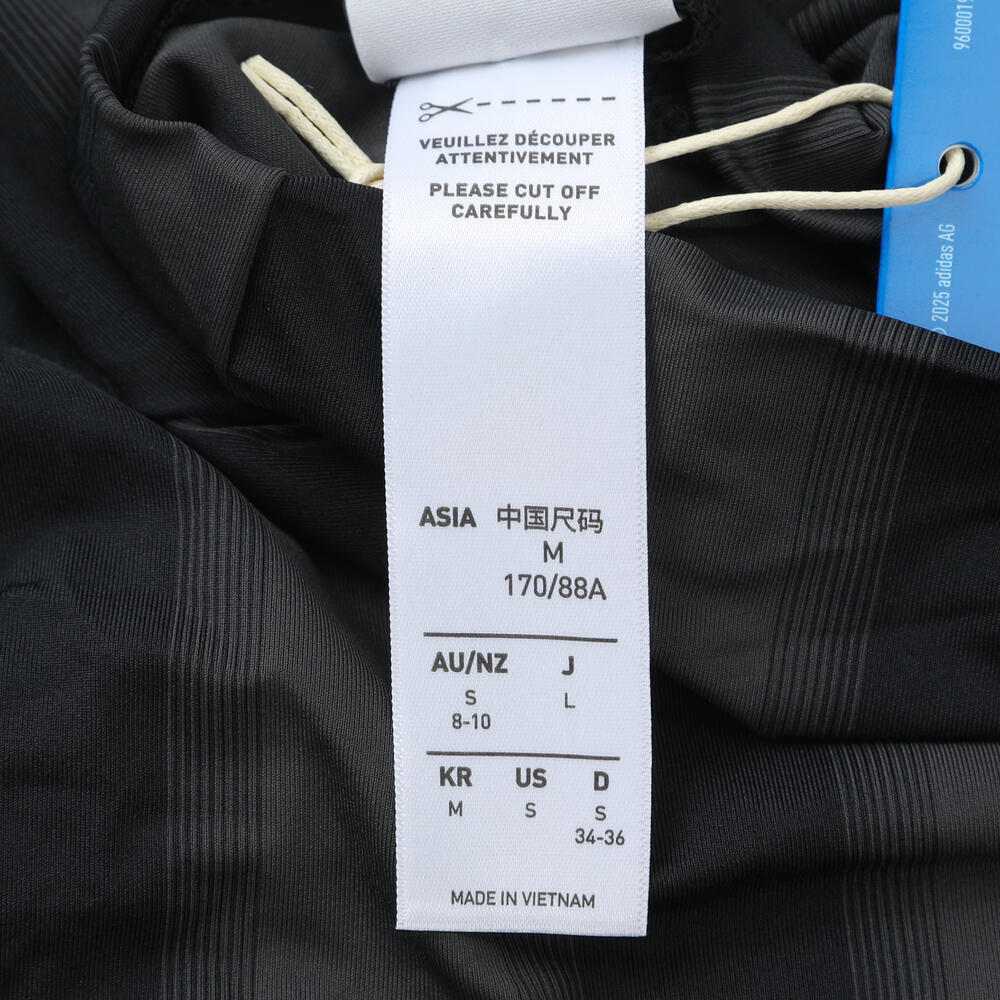 VEUILLEZ DÉCOUPER
ATTENTIVEMENT
PLEASE CUT OFF
CAREFULLY
ASIA 中国尺码
M
170/88A
AU/NZ J
S L
8-10
KR US D
M S S
34-36
MADE IN VIETNAM
© 2025 adidas AG